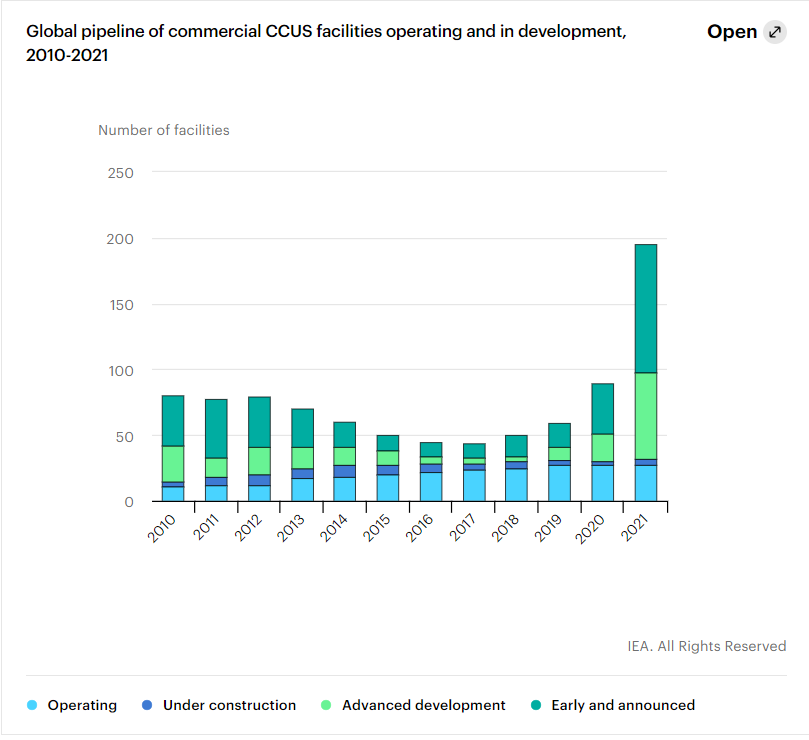 Global pipeline of commercial CCUS facilities operating and in development,
2010-2021
Open
Number of facilities
250
200
150
100
50
0
2010
2011
2012
2013
2014
2015
2016
2017
2018
2019
2020
2021
IEA. All Rights Reserved
Operating
Under construction
Advanced development
Early and announced